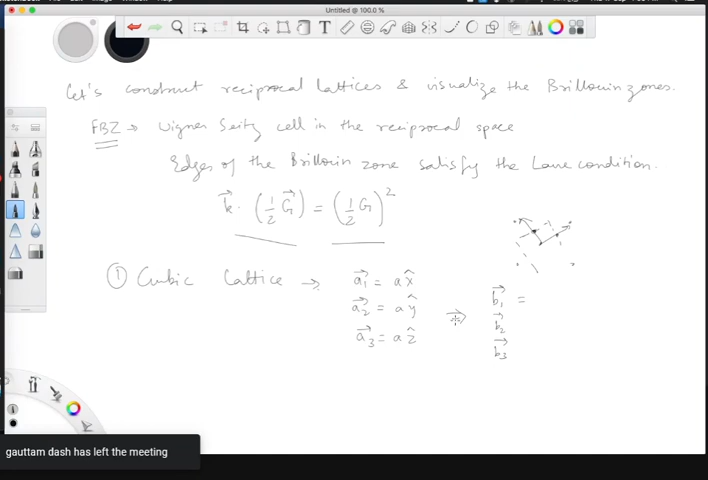 Untitled @ 100.0 %
Let's construct reciprocal lattices & visualize the Brillouin zones.
FBZ → Wigner Seitz cell in the reciprocal space
Edges of the Brillouin zone satisfy the Laue condition.
k⃗ · (1/2 G⃗) = (1/2 G)²
① Cubic lattice → a⃗₁ = a x̂
a⃗₂ = a ŷ ⇒ b⃗₁ =
a⃗₃ = a ẑ b⃗₂
b⃗₃
gauttam dash has left the meeting